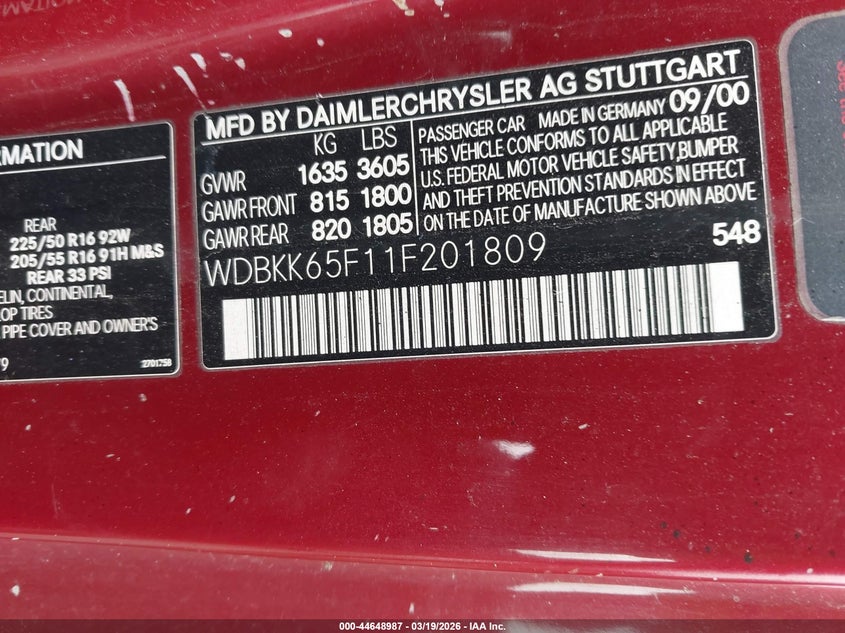 RMATION
REAR
225/50 R16 92W
205/55 R16 91H M&S
REAR 33 PSI
ELIN, CONTINENTAL,
OP TIRES
PIPE COVER AND OWNER'S
2701758
MFD BY DAIMLERCHRYSLER AG STUTTGART
KG LBS
GVWR 1635 3605
GAWR FRONT 815 1800
GAWR REAR 820 1805
PASSENGER CAR MADE IN GERMANY 09/00
THIS VEHICLE CONFORMS TO ALL APPLICABLE
U.S. FEDERAL MOTOR VEHICLE SAFETY,BUMPER
AND THEFT PREVENTION STANDARDS IN EFFECT
ON THE DATE OF MANUFACTURE SHOWN ABOVE
548
WDBKK65F11F201809
000-44648987 - 03/19/2026 - IAA Inc.